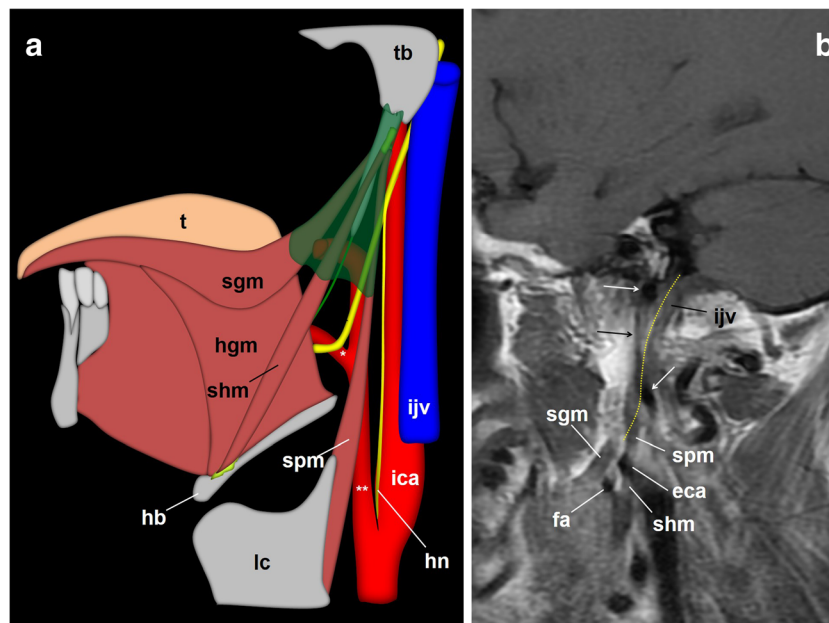 a
tb
t
sgm
hgm
shm
*
ijv
spm
ica
**
hb
hn
lc
b
ijv
sgm
spm
eca
fa
shm